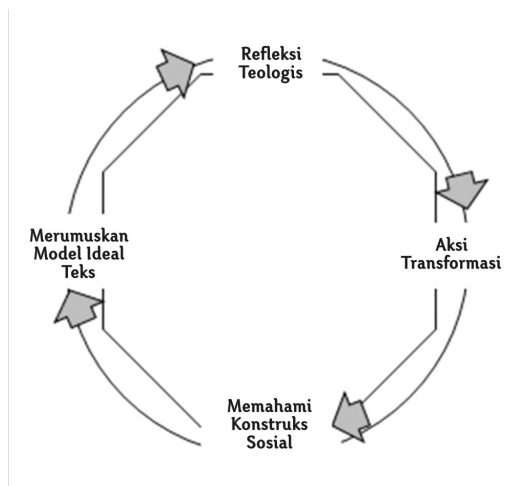 Refleksi
Teologis
Aksi
Transformasi
Memahami
Konstruks
Sosial
Merumuskan
Model Ideal
Teks